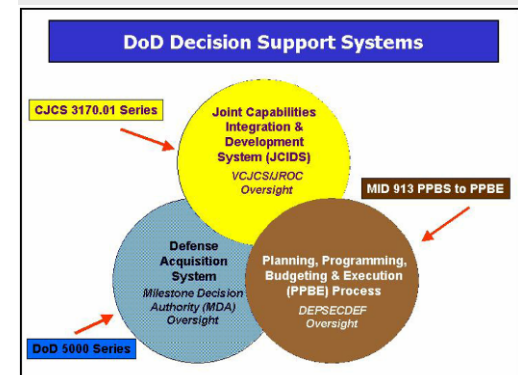 DoD Decision Support Systems
CJCS 3170.01 Series
Joint Capabilities
Integration &
Development
System (JCIDS)
VCJCS/JROC
Oversight
MID 913 PPBS to PPBE
Defense
Acquisition
System
Milestone Decision
Authority (MDA)
Oversight
Planning, Programming,
Budgeting & Execution
(PPBE) Process
DEPSECDEF
Oversight
DoD 5000 Series